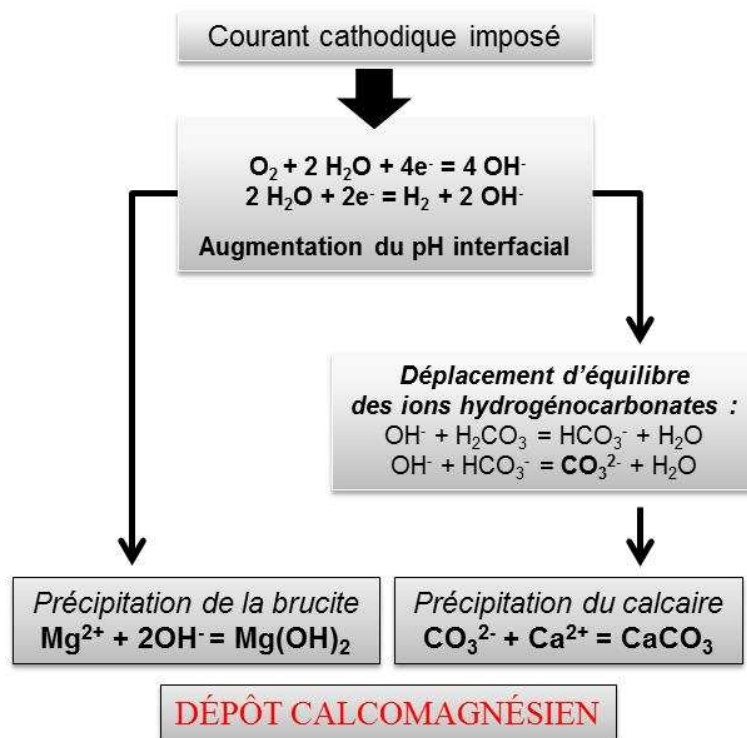 Courant cathodique imposé
O₂ + 2 H₂O + 4e⁻ = 4 OH⁻
2 H₂O + 2e⁻ = H₂ + 2 OH⁻
Augmentation du pH interfacial
Déplacement d'équilibre
des ions hydrogénocarbonates :
OH⁻ + H₂CO₃ = HCO₃⁻ + H₂O
OH⁻ + HCO₃⁻ = CO₃²⁻ + H₂O
Précipitation de la brucite
Mg²⁺ + 2OH⁻ = Mg(OH)₂
Précipitation du calcaire
CO₃²⁻ + Ca²⁺ = CaCO₃
DÉPÔT CALCOMAGNÉSIEN